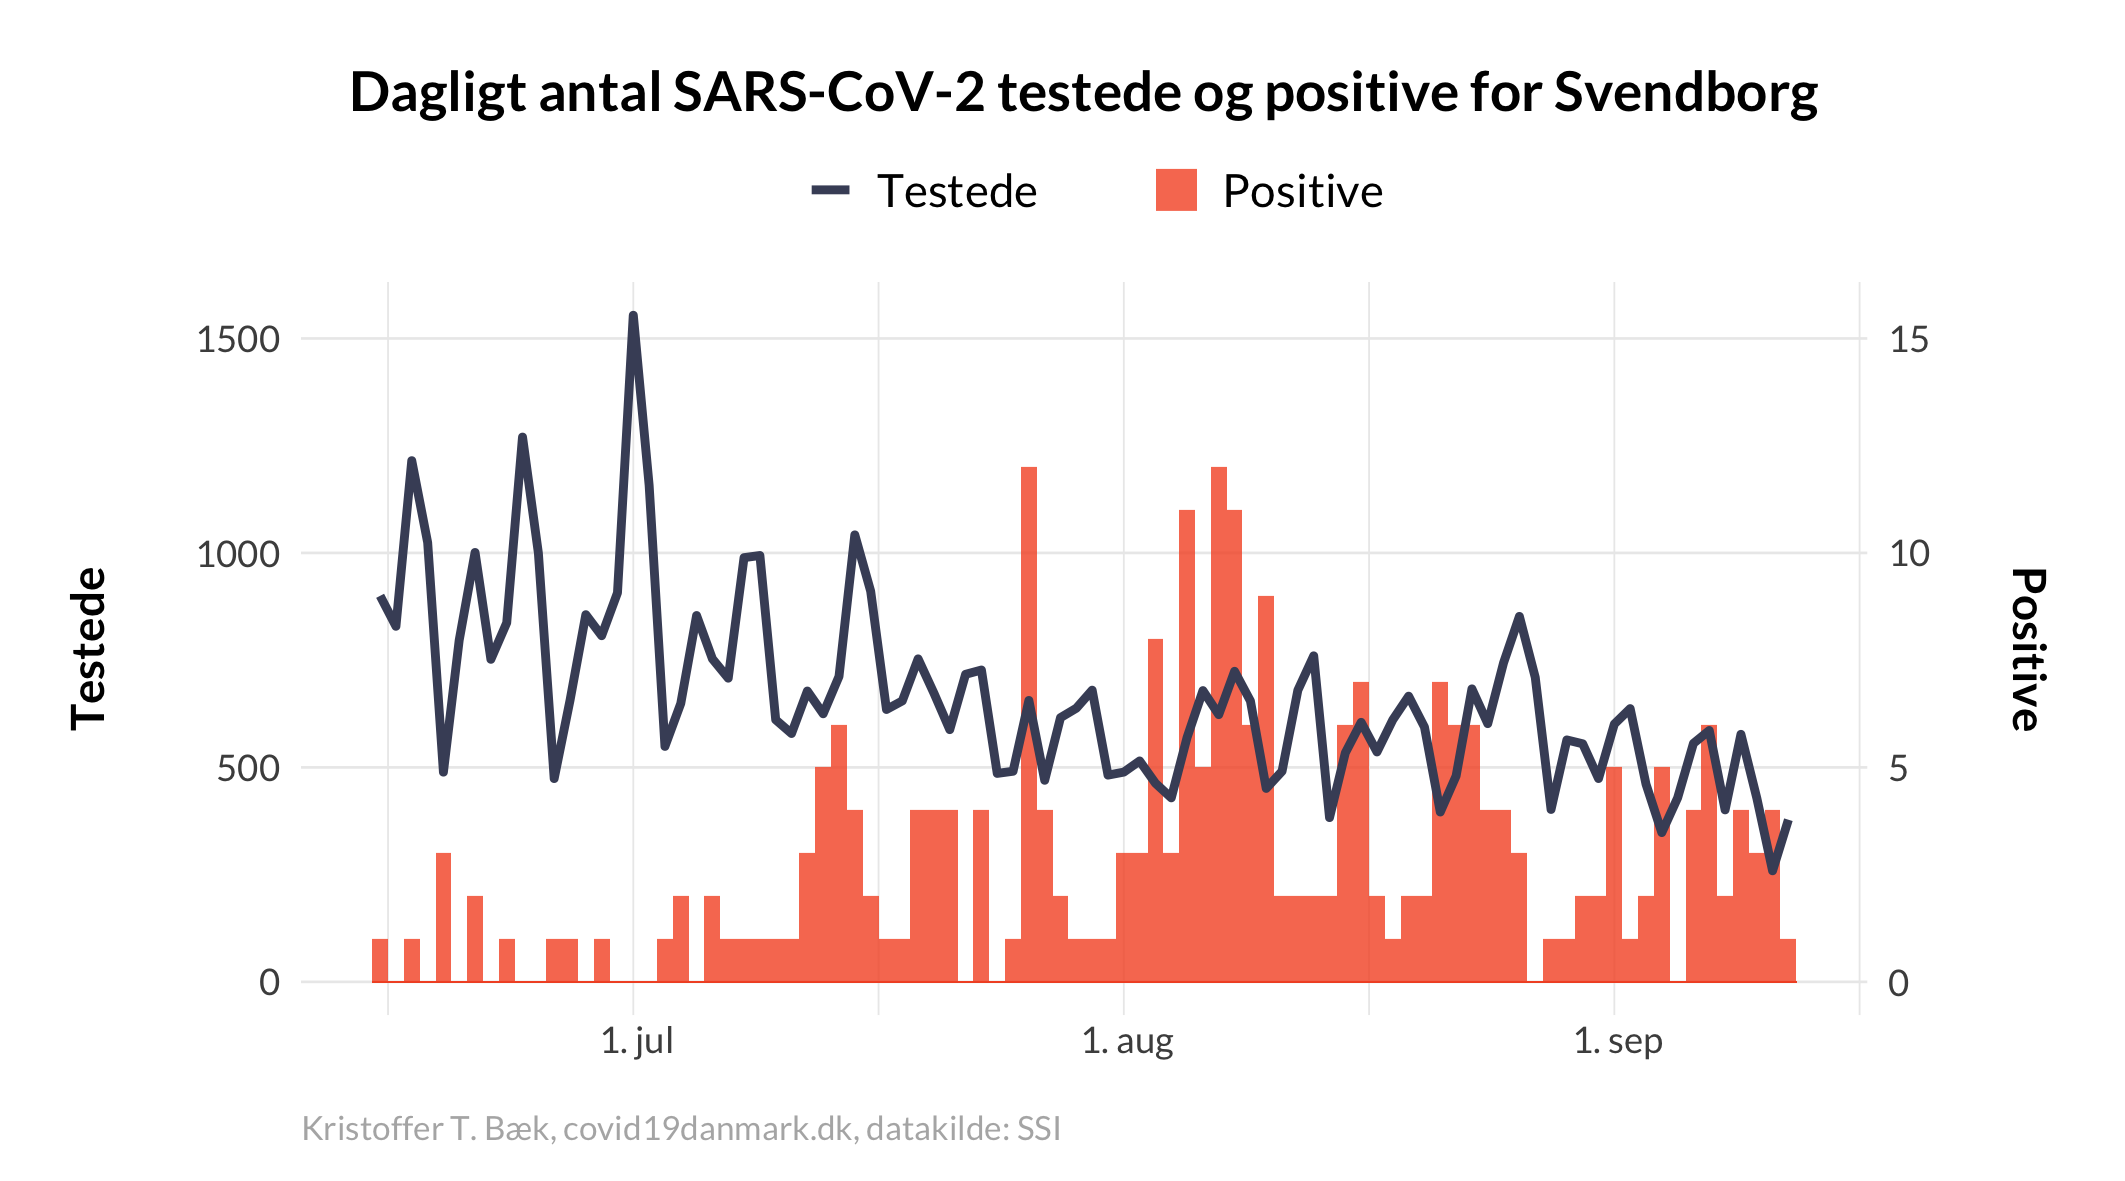 Dagligt antal SARS-CoV-2 testede og positive for Svendborg
Testede
Positive
1500
1000
500
0
15
10
5
0
Testede
Positive
1. jul
1. aug
1. sep
Kristoffer T. Bæk, covid19danmark.dk, datakilde: SSI